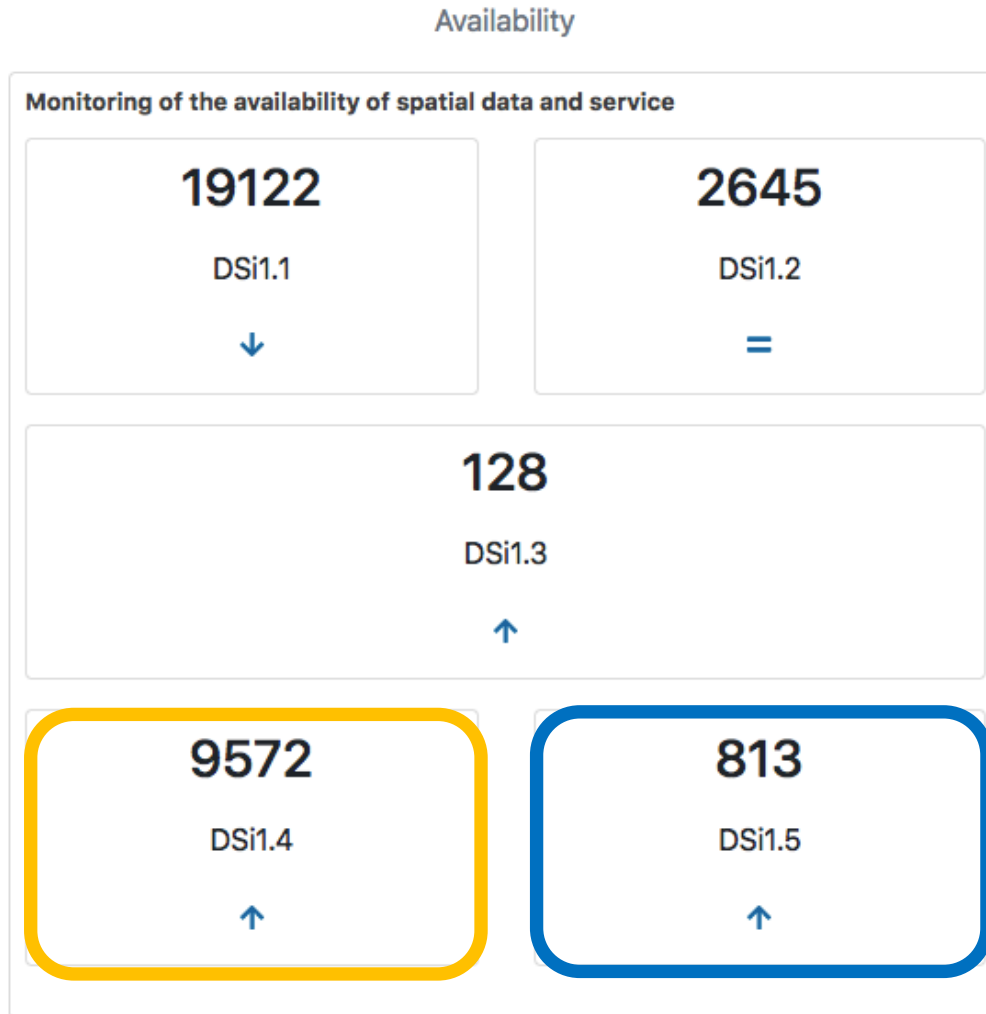 Availability
Monitoring of the availability of spatial data and service
19122
2645
DSi1.1
DSi1.2
=
128
DSi1.3
9572
813
DSi1.4
DSi1.5